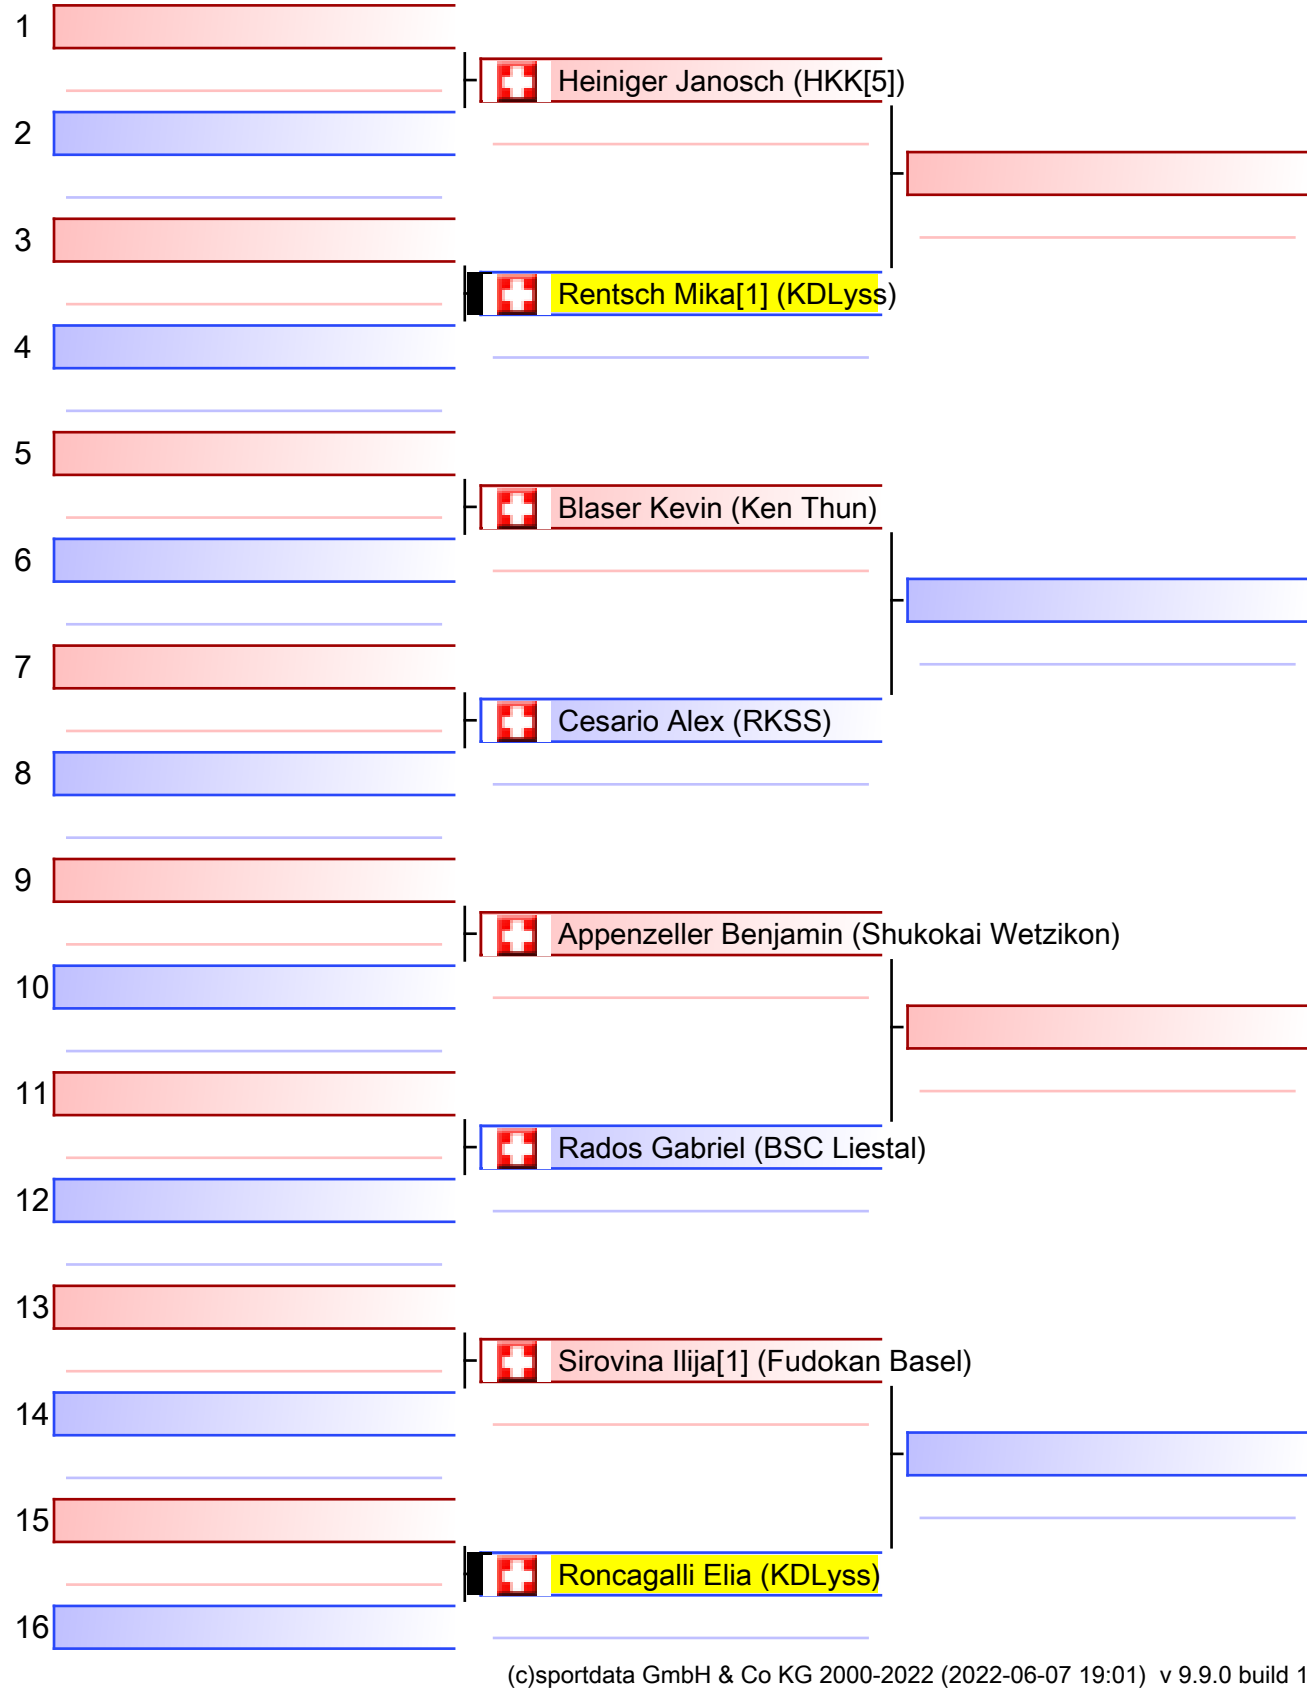 1
Heiniger Janosch (HKK[5])
2
3
Rentsch Mika[1] (KDLyss)
4
5
Blaser Kevin (Ken Thun)
6
7
Cesario Alex (RKSS)
8
9
Appenzeller Benjamin (Shukokai Wetzikon)
10
11
Rados Gabriel (BSC Liestal)
12
13
Sirovina Ilija[1] (Fudokan Basel)
14
15
Roncagalli Elia (KDLyss)
16
(c)sportdata GmbH & Co KG 2000-2022 (2022-06-07 19:01) v 9.9.0 build 1